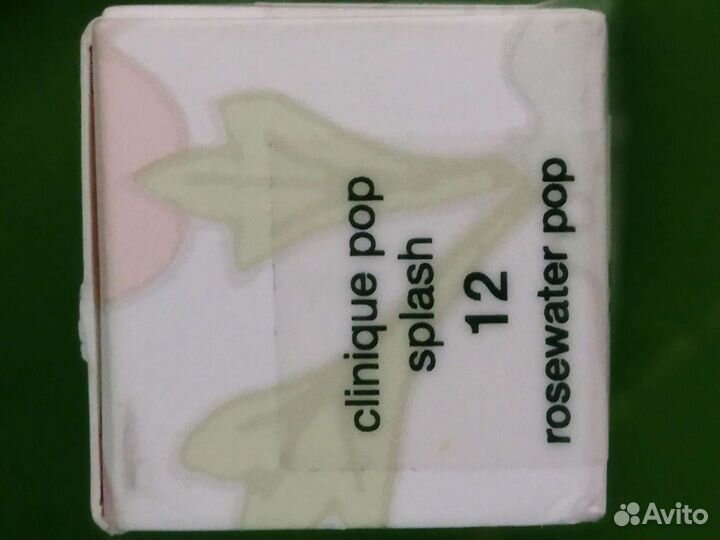 clinique pop
splash
12
rosewater pop
Avito